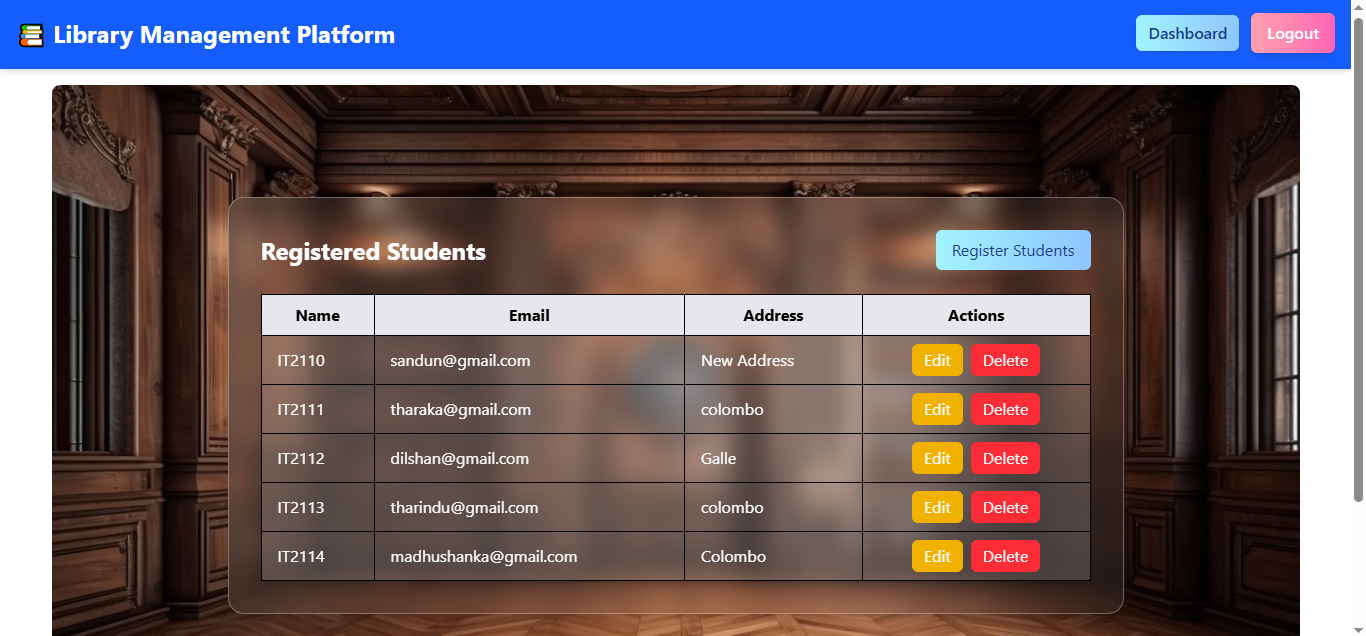 Library Management Platform Dashboard Logout
Registered Students Register Students
Name Email Address Actions
IT2110 sandun@gmail.com New Address Edit Delete
IT2111 tharaka@gmail.com colombo Edit Delete
IT2112 dilshan@gmail.com Galle Edit Delete
IT2113 tharindu@gmail.com colombo Edit Delete
IT2114 madhushanka@gmail.com Colombo Edit Delete